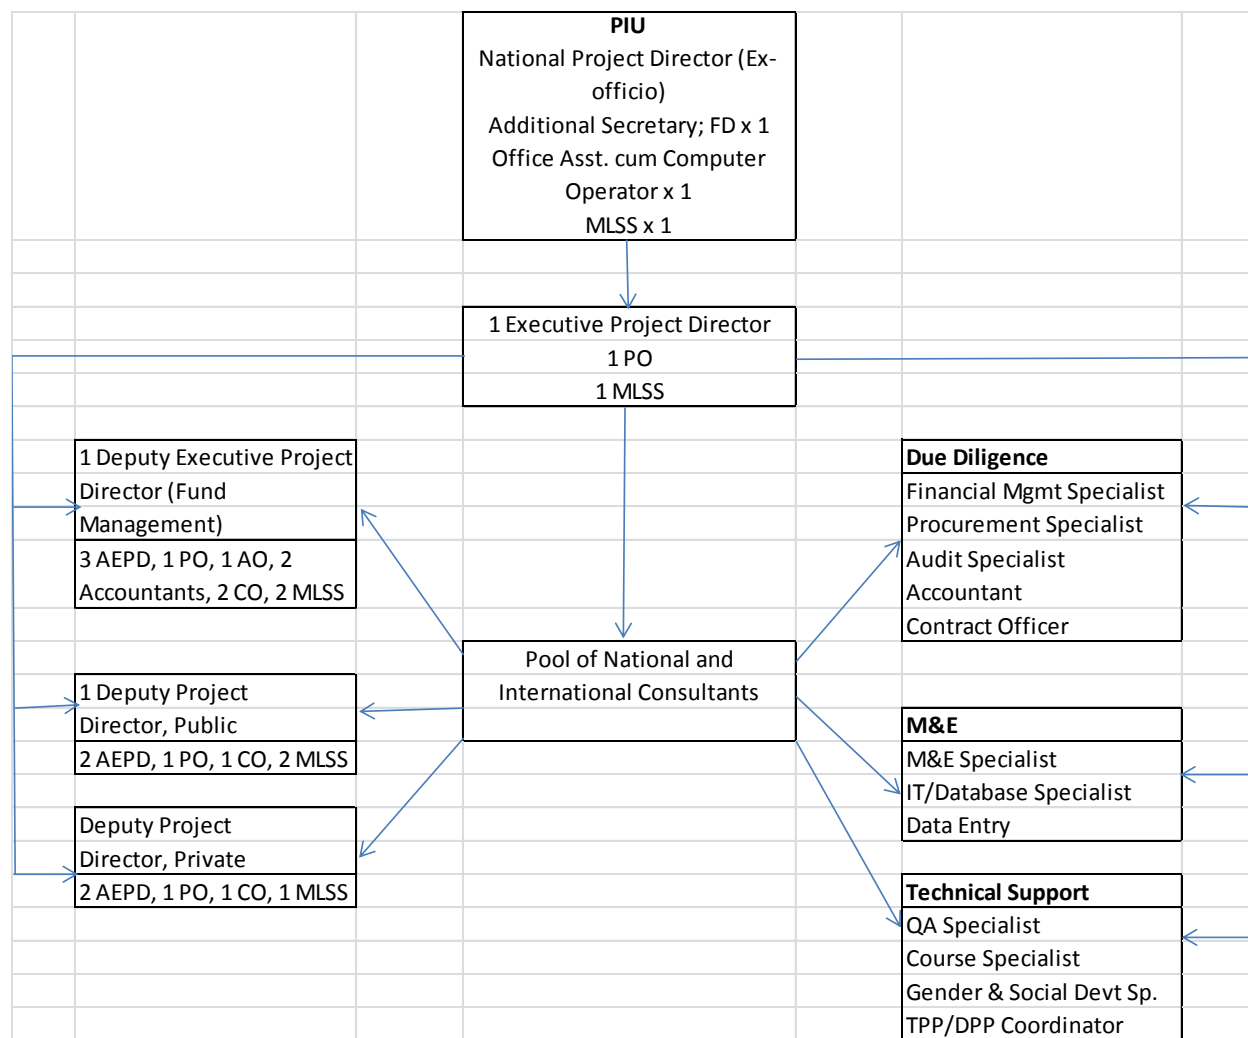 PIU
National Project Director (Ex-
officio)
Additional Secretary; FD x 1
Office Asst. cum Computer
Operator x 1
MLSS x 1
1 Executive Project Director
1 PO
1 MLSS
1 Deputy Executive Project
Director (Fund
Management)
3 AEPD, 1 PO, 1 AO, 2
Accountants, 2 CO, 2 MLSS
1 Deputy Project
Director, Public
2 AEPD, 1 PO, 1 CO, 2 MLSS
Deputy Project
Director, Private
2 AEPD, 1 PO, 1 CO, 1 MLSS
Pool of National and
International Consultants
Due Diligence
Financial Mgmt Specialist
Procurement Specialist
Audit Specialist
Accountant
Contract Officer
M&E
M&E Specialist
IT/Database Specialist
Data Entry
Technical Support
QA Specialist
Course Specialist
Gender & Social Devt Sp.
TPP/DPP Coordinator